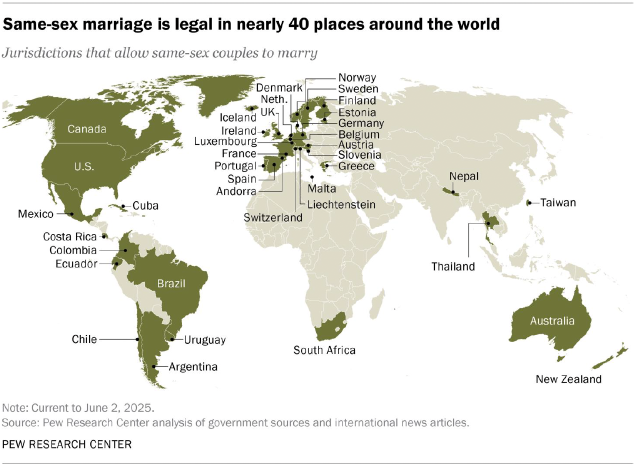 Same-sex marriage is legal in nearly 40 places around the world
Jurisdictions that allow same-sex couples to marry
Norway
Denmark
Sweden
Neth.
Finland
Iceland
UK
Estonia
Ireland
Germany
Luxembourg
Belgium
France
Austria
Portugal
Slovenia
Spain
Greece
Andorra
Malta
Liechtenstein
Switzerland
Canada
U.S.
Mexico
Cuba
Costa Rica
Colombia
Ecuador
Brazil
Chile
Uruguay
Argentina
South Africa
Nepal
Taiwan
Thailand
Australia
New Zealand
Note: Current to June 2, 2025.
Source: Pew Research Center analysis of government sources and international news articles.
PEW RESEARCH CENTER